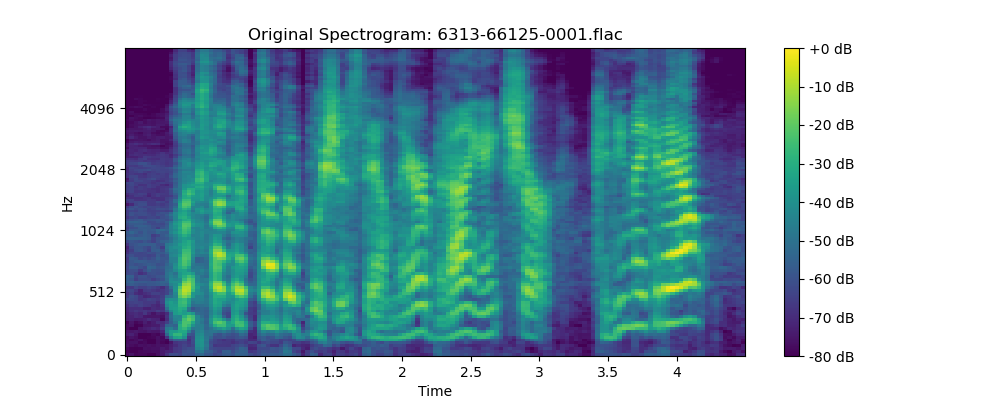 Original Spectrogram: 6313-66125-0001.flac
Hz
4096
2048
1024
512
0
0 0.5 1 1.5 2 2.5 3 3.5 4
Time
+0 dB
-10 dB
-20 dB
-30 dB
-40 dB
-50 dB
-60 dB
-70 dB
-80 dB